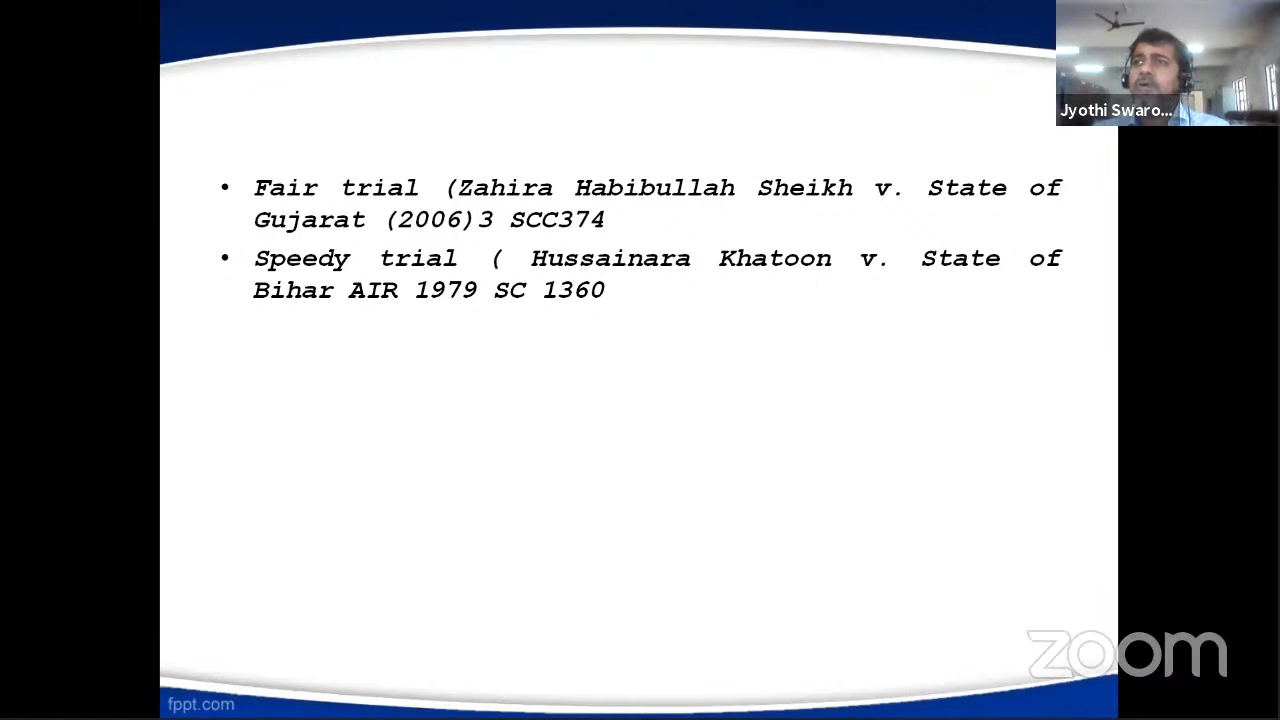 Jyothi Swaro...
• Fair trial (Zahira Habibullah Sheikh v. State of
Gujarat (2006)3 SCC374
• Speedy trial ( Hussainara Khatoon v. State of
Bihar AIR 1979 SC 1360
zoom
fppt.com